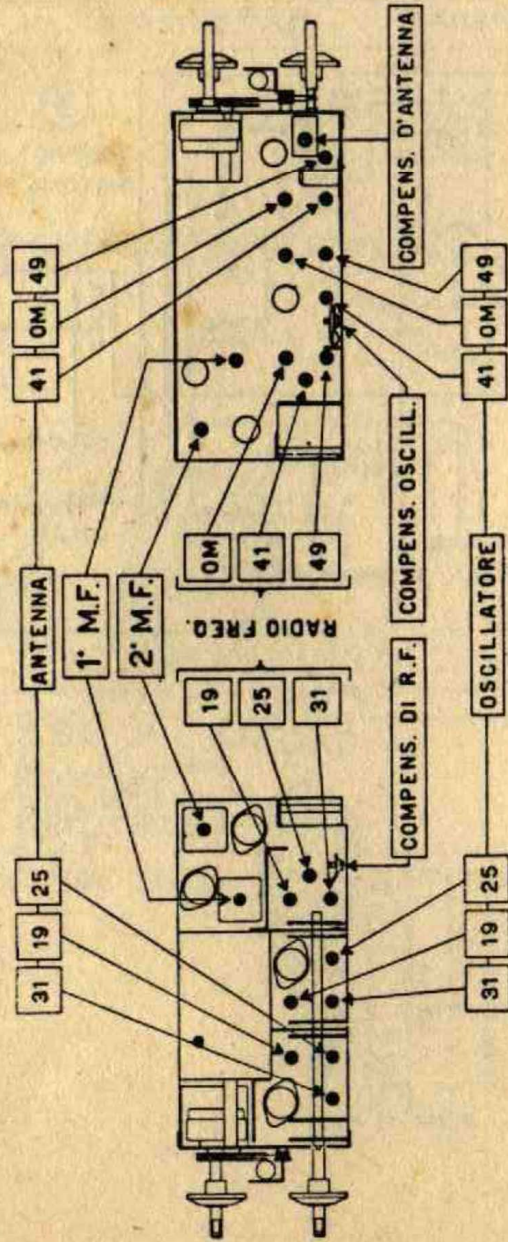 31 19 25 ANTENNA 41 OM 49
1ª M.F.
2ª M.F.
19 25 31
RADIO FREQ.
OM 41 49
COMPENS. DI R.F.
COMPENS. OSCILL.
COMPENS. D'ANTENNA
31 19 25 OSCILLATORE 41 OM 49